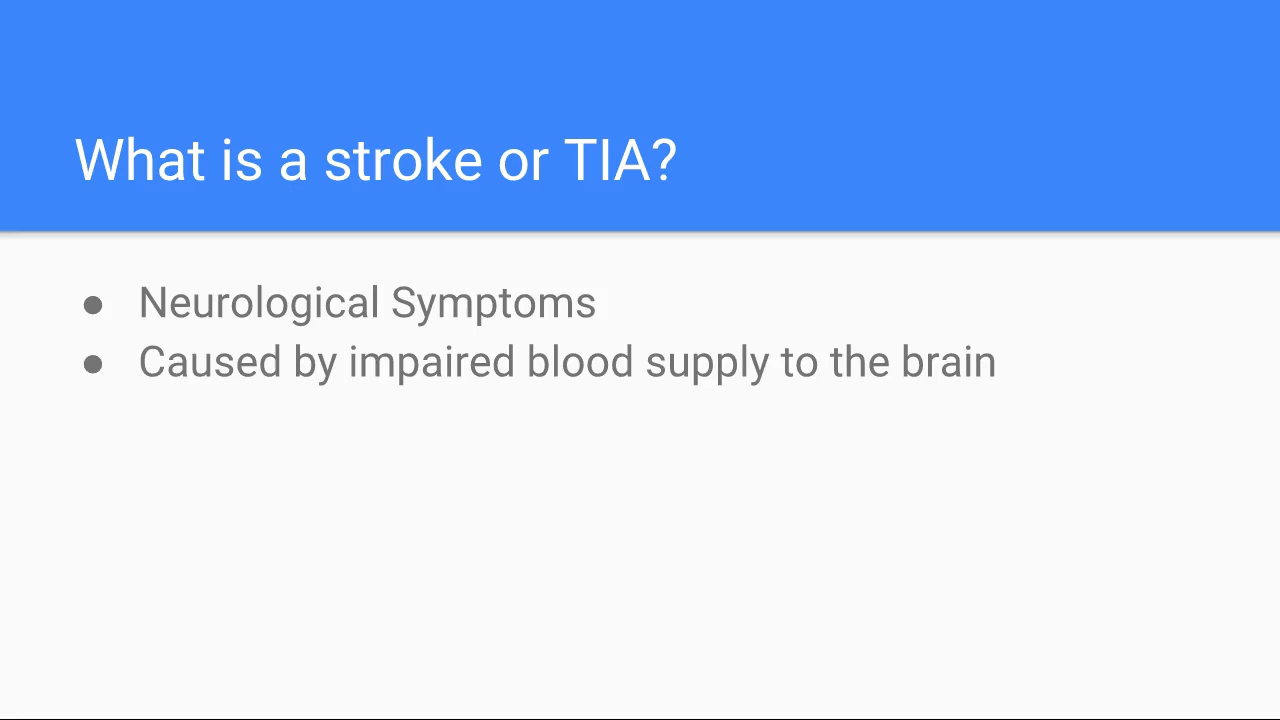 What is a stroke or TIA?
● Neurological Symptoms
● Caused by impaired blood supply to the brain